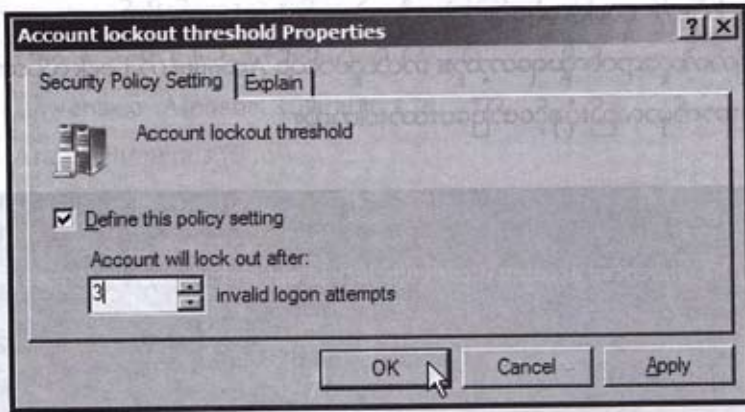 Account lockout threshold Properties
Security Policy Setting
Explain
Account lockout threshold
Define this policy setting
Account will lock out after:
3 invalid logon attempts
OK
Cancel
Apply